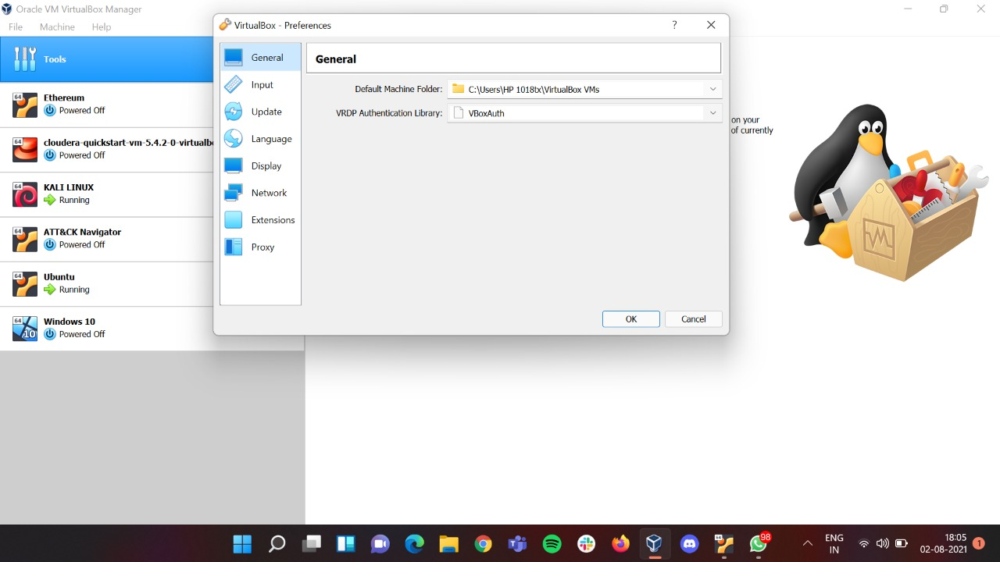 Oracle VM VirtualBox Manager
File Machine Help
Tools
64
Ethereum
Powered Off
64
cloudera-quickstart-vm-5.4.2-0-virtualb
Powered Off
64
KALI LINUX
Running
64
ATT&CK Navigator
Powered Off
64
Ubuntu
Running
64
10
Windows 10
Powered Off
VirtualBox - Preferences
?
General
Input
Update
Language
Display
Network
Extensions
Proxy
General
Default Machine Folder: C:\Users\HP 1018tx\VirtualBox VMs
VRDP Authentication Library: VBoxAuth
OK Cancel
on your
of currently
64
98
ENG
IN
18:05
02-08-2021
1